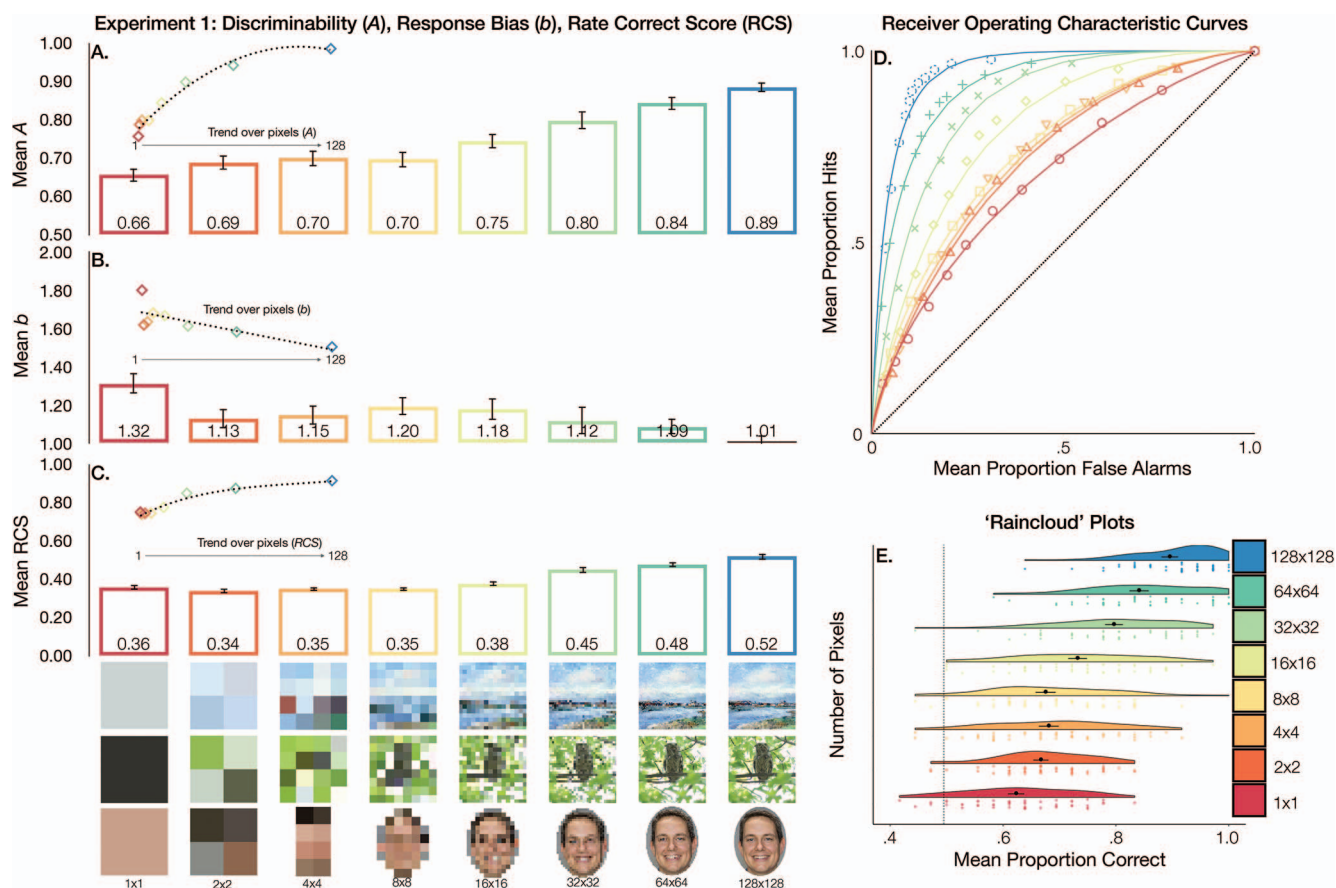 Experiment 1: Discriminability (A), Response Bias (b), Rate Correct Score (RCS)
A.
Mean A
1.00
0.90
0.80
0.70
0.60
0.50
Trend over pixels (A)
1
128
0.66
0.69
0.70
0.70
0.75
0.80
0.84
0.89
B.
Mean b
2.00
1.80
1.60
1.40
1.20
1.00
Trend over pixels (b)
1
128
1.32
1.13
1.15
1.20
1.18
1.12
1.09
1.01
C.
Mean RCS
1.00
0.80
0.60
0.40
0.20
0.00
Trend over pixels (RCS)
1
128
0.36
0.34
0.35
0.35
0.38
0.45
0.48
0.52
1x1
2x2
4x4
8x8
16x16
32x32
64x64
128x128
Receiver Operating Characteristic Curves
D.
Mean Proportion Hits
1.0
.5
0
0
.5
1.0
Mean Proportion False Alarms
'Raincloud' Plots
E.
Number of Pixels
128x128
64x64
32x32
16x16
8x8
4x4
2x2
1x1
.4
.6
.8
1.0
Mean Proportion Correct